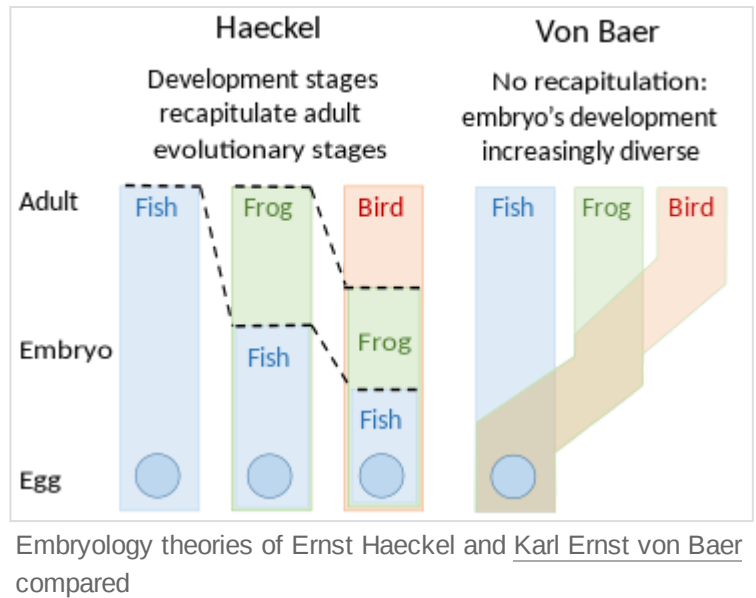 Haeckel
Von Baer
Development stages
recapitulate adult
evolutionary stages
No recapitulation:
embryo's development
increasingly diverse
Adult
Fish
Frog
Bird
Fish
Frog
Bird
Embryo
Fish
Frog
Fish
Egg
Embryology theories of Ernst Haeckel and Karl Ernst von Baer
compared